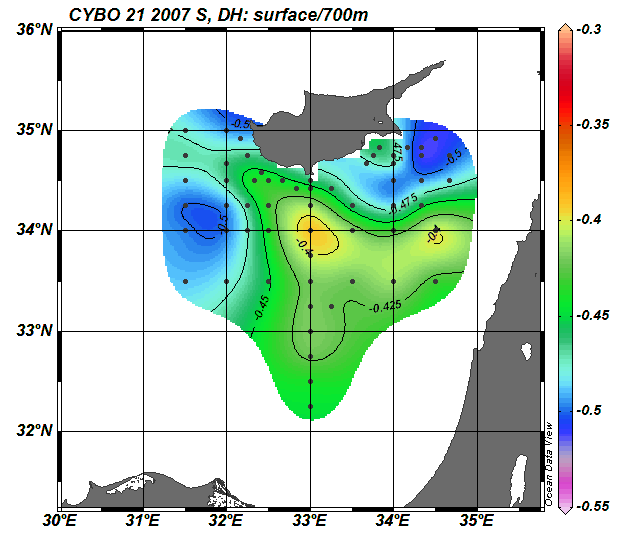 CYBO 21 2007 S, DH: surface/700m
36°N
35°N
34°N
33°N
32°N
30°E
31°E
32°E
33°E
34°E
35°E
-0.5
-0.5
-0.5
-0.475
-0.4
-0.4
-0.45
-0.425
-0.3
-0.35
-0.4
-0.45
-0.5
-0.55
Ocean Data View